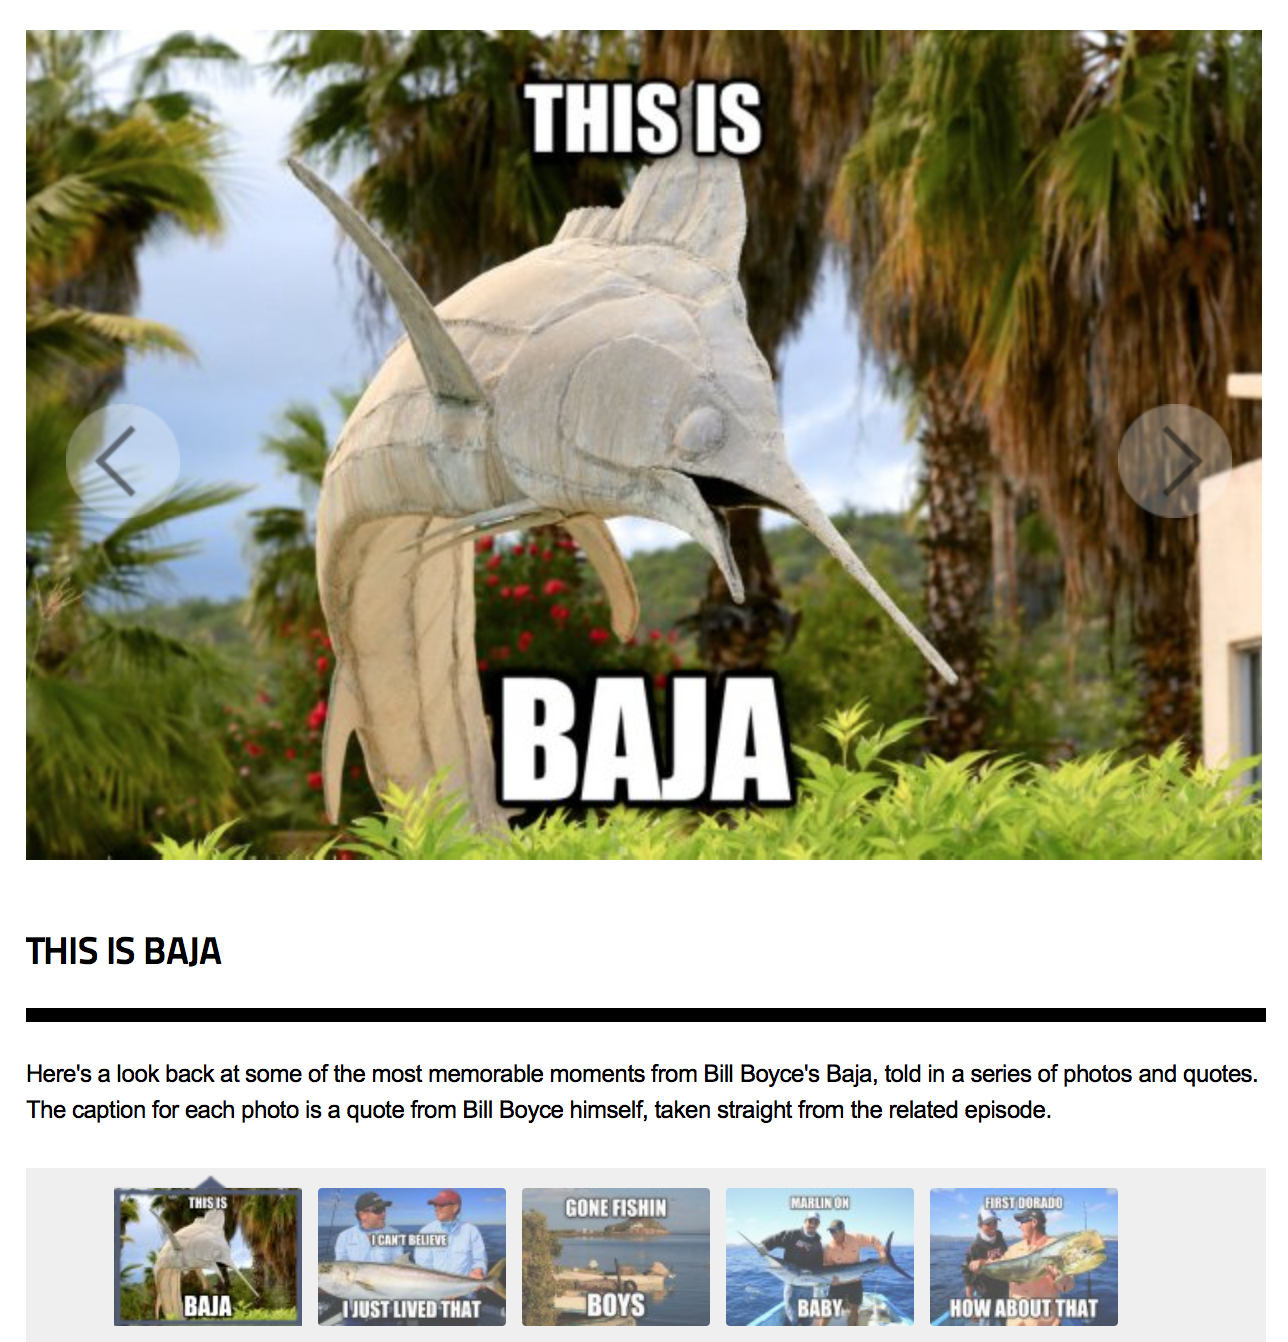 THIS IS
BAJA
THIS IS BAJA
Here's a look back at some of the most memorable moments from Bill Boyce's Baja, told in a series of photos and quotes.
The caption for each photo is a quote from Bill Boyce himself, taken straight from the related episode.
THIS IS
BAJA
I CAN'T BELIEVE
I JUST LIVED THAT
GONE FISHIN
BOYS
MARLIN ON
BABY
FIRST DORADO
HOW ABOUT THAT